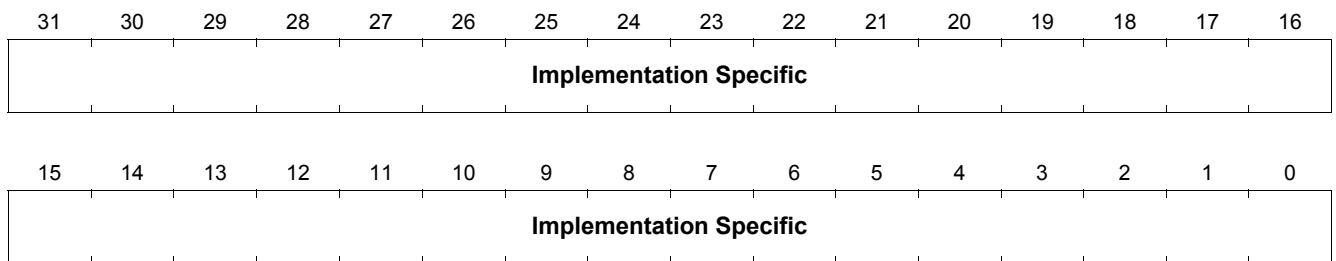 31 30 29 28 27 26 25 24 23 22 21 20 19 18 17 16
Implementation Specific
15 14 13 12 11 10 9 8 7 6 5 4 3 2 1 0
Implementation Specific